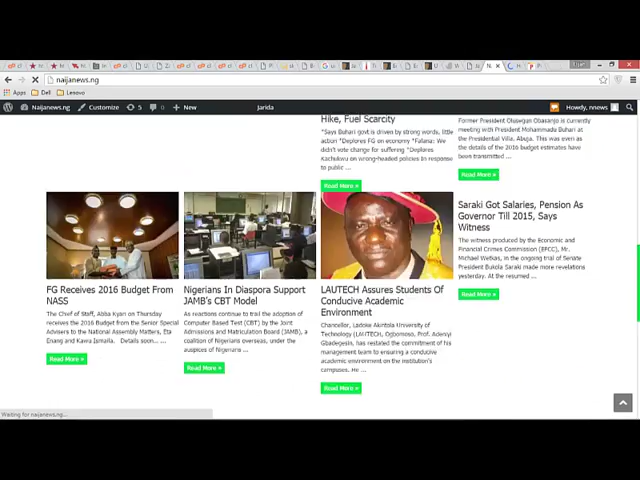 naijanews.ng
Apps Dell Lenovo
Naijanews.ng Customize 5 0 New Jarida Howdy, nnews
Hike, Fuel Scarcity
"Says Buhari govt is driven by strong words, little
action "Deplores FG on economy "Falana: We
didn't vote for change for suffering "Deplores
Kachukwu on wrong-headed policies In response
to public ...
Read More »
Former President Olusegun Obasanjo is currently
meeting with President Mohammadu Buhari at
the Presidential Villa, Abuja. This was even as
the details of the 2016 budget estimates have
been transmitted ...
Read More »
FG Receives 2016 Budget From
NASS
The Chief of Staff, Abba Kyari on Thursday
receives the 2016 Budget from the Senior Special
Advisers to the National Assembly Matters, Eta
Enang and Kawu Ismaila. Details soon... ...
Read More »
Nigerians In Diaspora Support
JAMB's CBT Model
As reactions continue to trail the adoption of
Computer Based Test (CBT) by the Joint
Admissions and Matriculation Board (JAMB), a
coalition of Nigerians overseas, under the
auspices of Nigerians ...
Read More »
LAUTECH Assures Students Of
Conducive Academic
Environment
Chancellor, Ladoke Akintola University of
Technology (LAUTECH, Ogbomoso, Prof. Adeniyi
Gbadegesin, has restated the commitment of his
management team to ensuring a conducive
academic environment on the institution's
campuses. He ...
Read More »
Saraki Got Salaries, Pension As
Governor Till 2015, Says
Witness
The witness produced by the Economic and
Financial Crimes Commission (EFCC), Mr.
Michael Wetkas, in the ongoing trial of Senate
President Bukola Saraki made more revelations
yesterday. At the resumed ...
Read More »
Waiting for naijanews.ng...